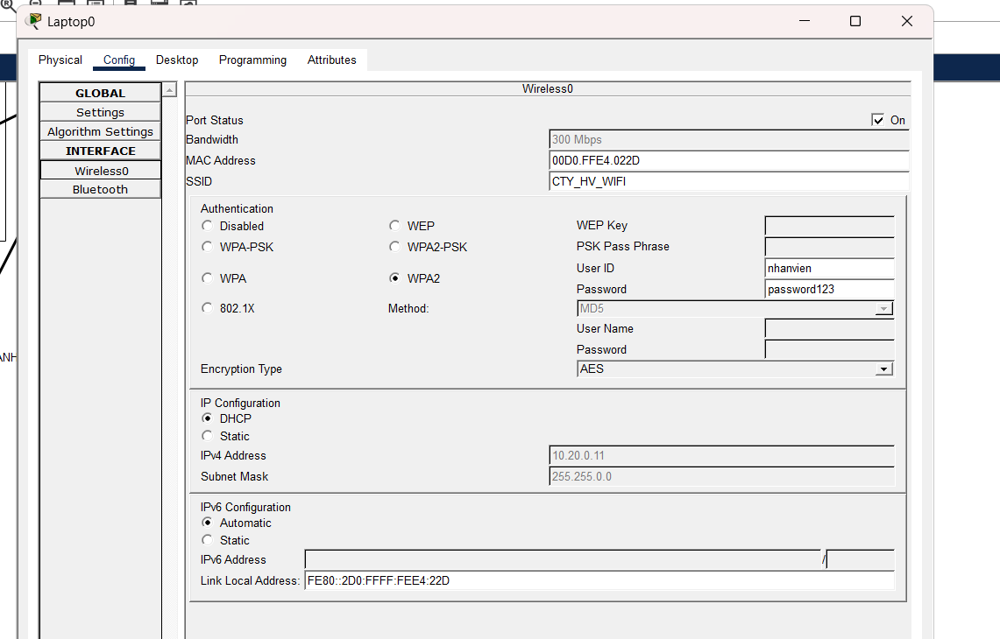 Laptop0
Physical Config Desktop Programming Attributes
GLOBAL
Settings
Algorithm Settings
INTERFACE
Wireless0
Bluetooth
Wireless0
Port Status On
Bandwidth 300 Mbps
MAC Address 00D0.FFE4.022D
SSID CTY_HV_WIFI
Authentication
Disabled WEP WEP Key
WPA-PSK WPA2-PSK PSK Pass Phrase
User ID nhanvien
WPA WPA2
Password password123
802.1X Method: MD5
User Name
Password
Encryption Type AES
IP Configuration
DHCP
Static
IPv4 Address 10.20.0.11
Subnet Mask 255.255.0.0
IPv6 Configuration
Automatic
Static
IPv6 Address /
Link Local Address: FE80::2D0:FFFF:FEE4:22D